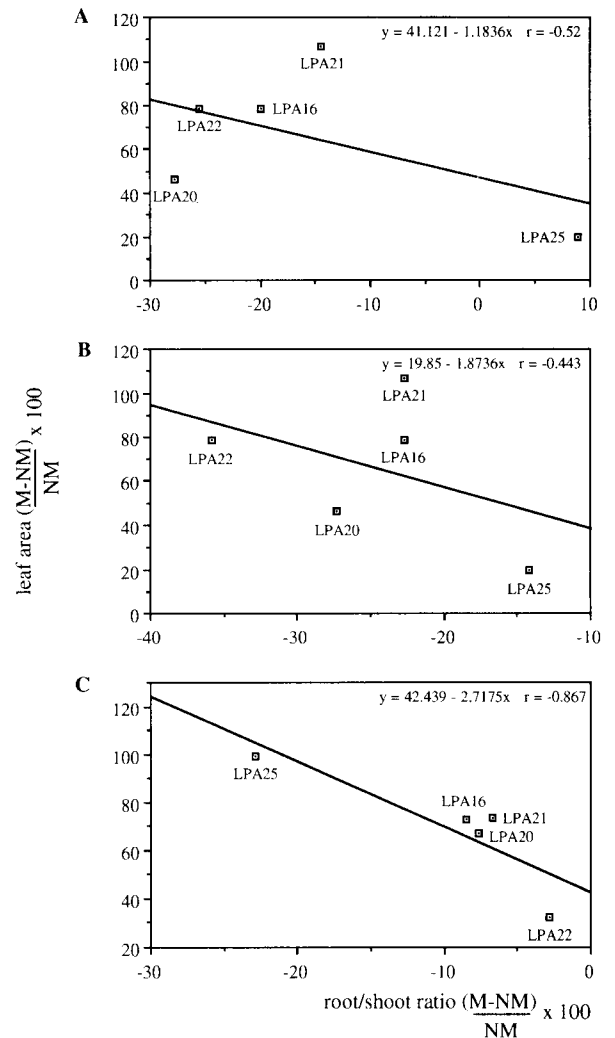 A
y = 41.121 - 1.1836x r = -0.52
120
100
80
60
40
20
0
LPA21
LPA22
LPA16
LPA20
LPA25
-30 -20 -10 0 10
B
y = 19.85 - 1.8736x r = -0.443
120
100
80
60
40
20
0
LPA21
LPA22
LPA16
LPA20
LPA25
-40 -30 -20 -10
leaf area (M-NM) x 100
NM
C
y = 42.439 - 2.7175x r = -0.867
120
100
80
60
40
20
LPA25
LPA16
LPA21
LPA20
LPA22
-30 -20 -10 0
root/shoot ratio (M-NM) x 100
NM